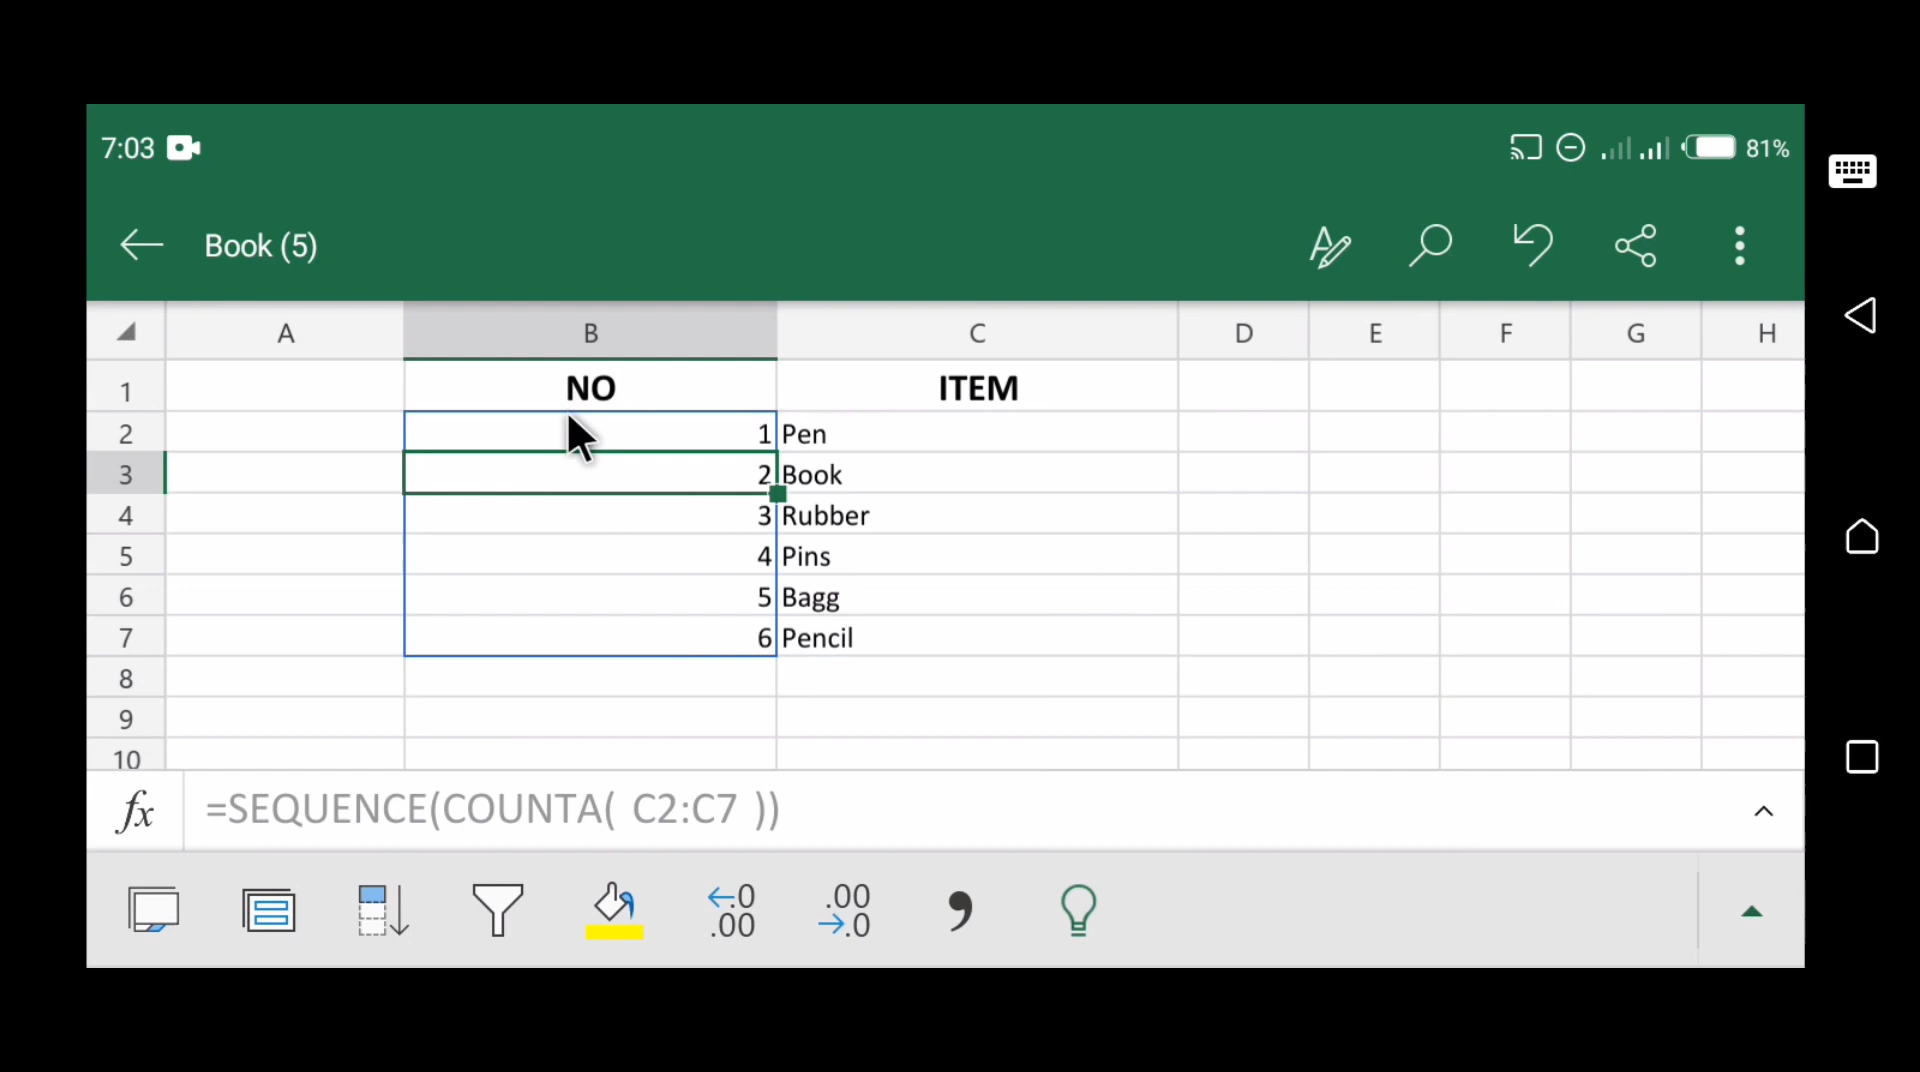 7:03 81%
Book (5)
A B C D E F G H
1 NO ITEM
2 1 Pen
3 2 Book
4 3 Rubber
5 4 Pins
6 5 Bagg
7 6 Pencil
8
9
10
fx =SEQUENCE(COUNTA( C2:C7 ))
←.0 .00
.00 →.0